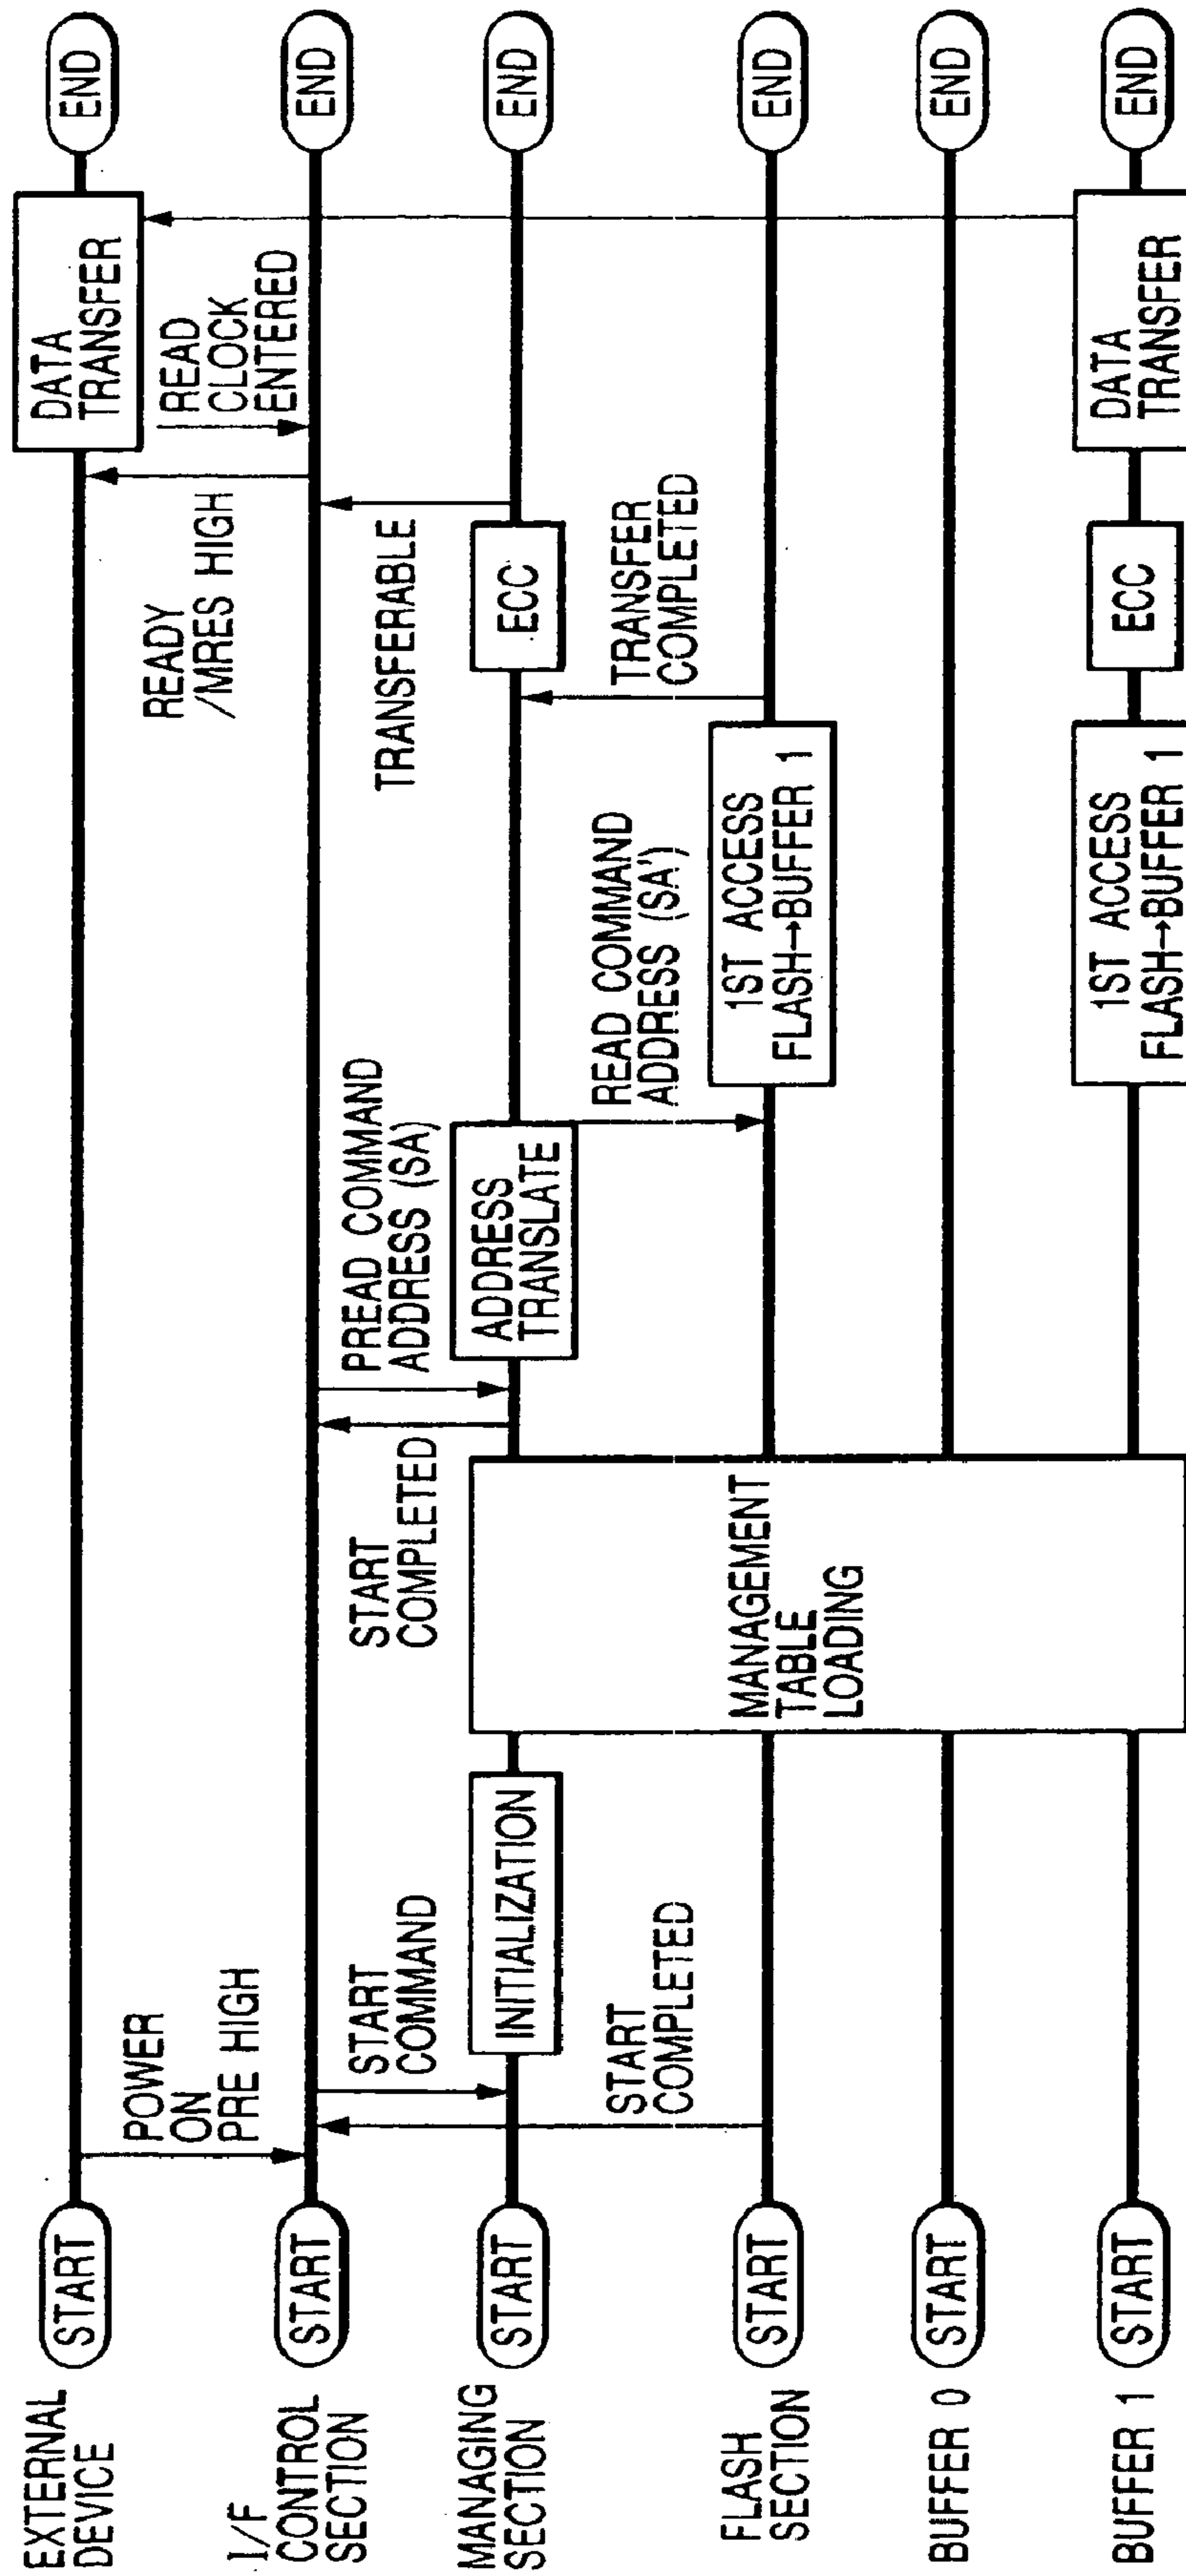 EXTERNAL
DEVICE
START
POWER
ON
PRE HIGH
READY
/MRES HIGH
DATA
TRANSFER
READ
CLOCK
ENTERED
END
I/F
CONTROL
SECTION
START
START
COMMAND
START
COMPLETED
PREAD COMMAND
ADDRESS (SA)
TRANSFERABLE
END
MANAGING
SECTION
START
INITIALIZATION
MANAGEMENT
TABLE
LOADING
ADDRESS
TRANSLATE
ECC
END
START
COMPLETED
READ COMMAND
ADDRESS (SA')
TRANSFER
COMPLETED
FLASH
SECTION
START
1ST ACCESS
FLASH→BUFFER 1
END
BUFFER 0
START
END
BUFFER 1
START
1ST ACCESS
FLASH→BUFFER 1
ECC
DATA
TRANSFER
END